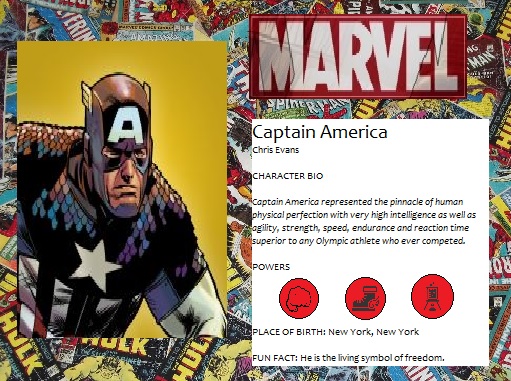 MARVEL
A
Captain America
Chris Evans
CHARACTER BIO
Captain America represented the pinnacle of human
physical perfection with very high intelligence as well as
agility, strength, speed, endurance and reaction time
superior to any Olympic athlete who ever competed.
POWERS
PLACE OF BIRTH: New York, New York
FUN FACT: He is the living symbol of freedom.
HULK